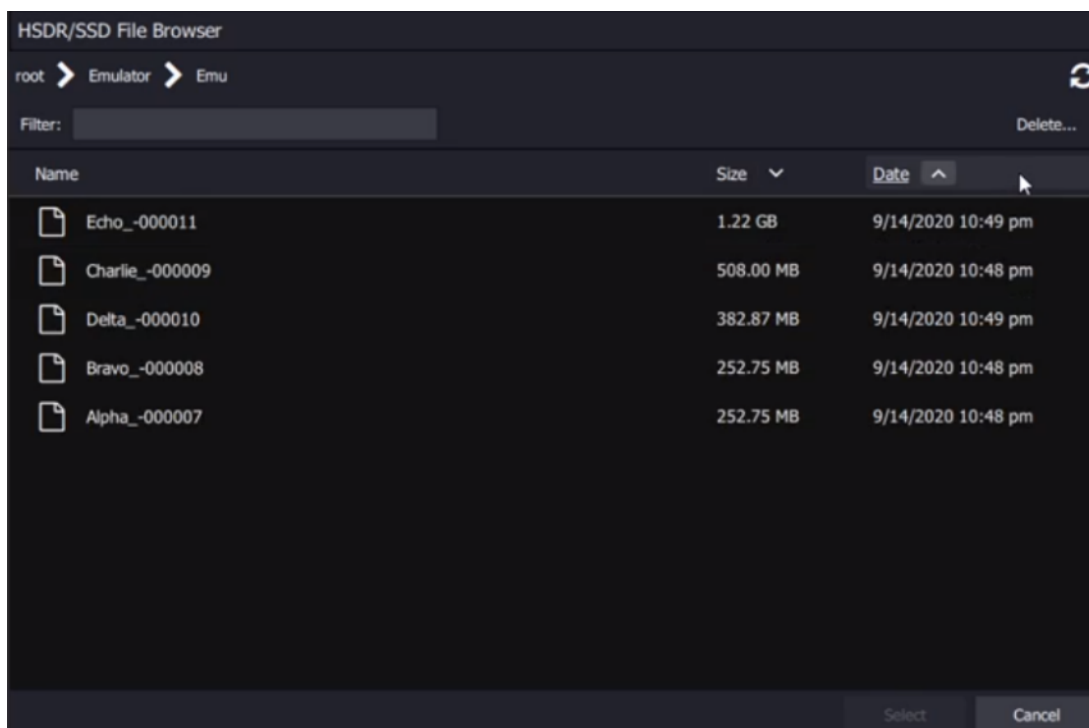 HSDR/SSD File Browser
root Emulator Emu
Filter: Delete...
Name Size Date
Echo_-000011 1.22 GB 9/14/2020 10:49 pm
Charlie_-000009 508.00 MB 9/14/2020 10:48 pm
Delta_-000010 382.87 MB 9/14/2020 10:49 pm
Bravo_-000008 252.75 MB 9/14/2020 10:48 pm
Alpha_-000007 252.75 MB 9/14/2020 10:48 pm
Select Cancel